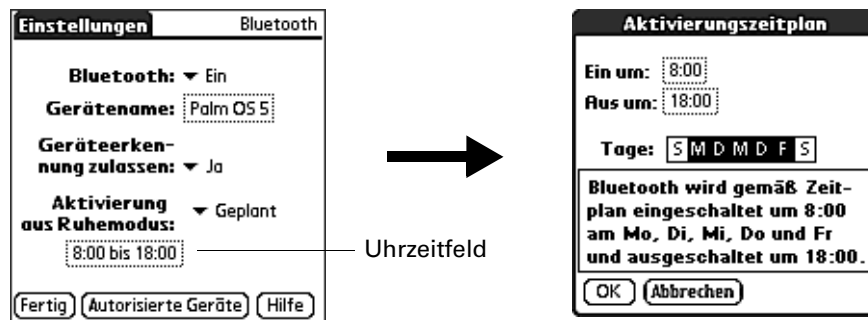 Einstellungen Bluetooth
Bluetooth: Ein
Gerätename: Palm OS 5
Geräteerken-
nung zulassen: Ja
Aktivierung
aus Ruhemodus: Geplant
8:00 bis 18:00
Fertig Autorisierte Geräte Hilfe
Uhrzeitfeld
Aktivierungszeitplan
Ein um: 8:00
Aus um: 18:00
Tage: S M D M D F S
Bluetooth wird gemäß Zeit-
plan eingeschaltet um 8:00
am Mo, Di, Mi, Do und Fr
und ausgeschaltet um 18:00.
OK Abbrechen